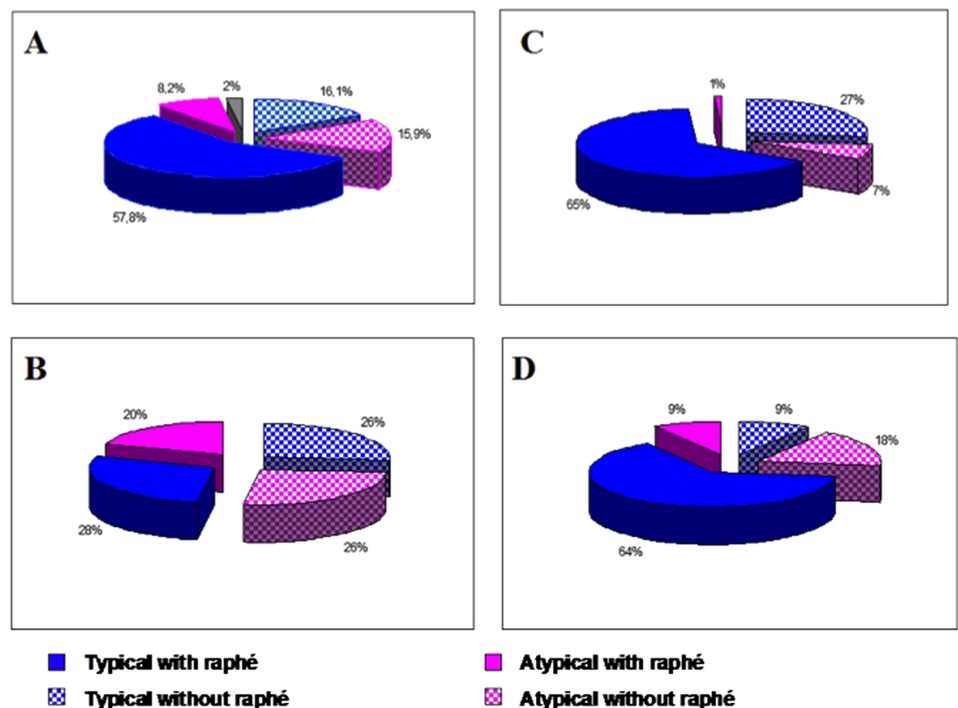 A
8,2%
2%
16,1%
15,9%
57,8%
C
1%
27%
7%
65%
B
20%
26%
28%
26%
D
9%
9%
18%
64%
Typical with raphé
Atypical with raphé
Typical without raphé
Atypical without raphé